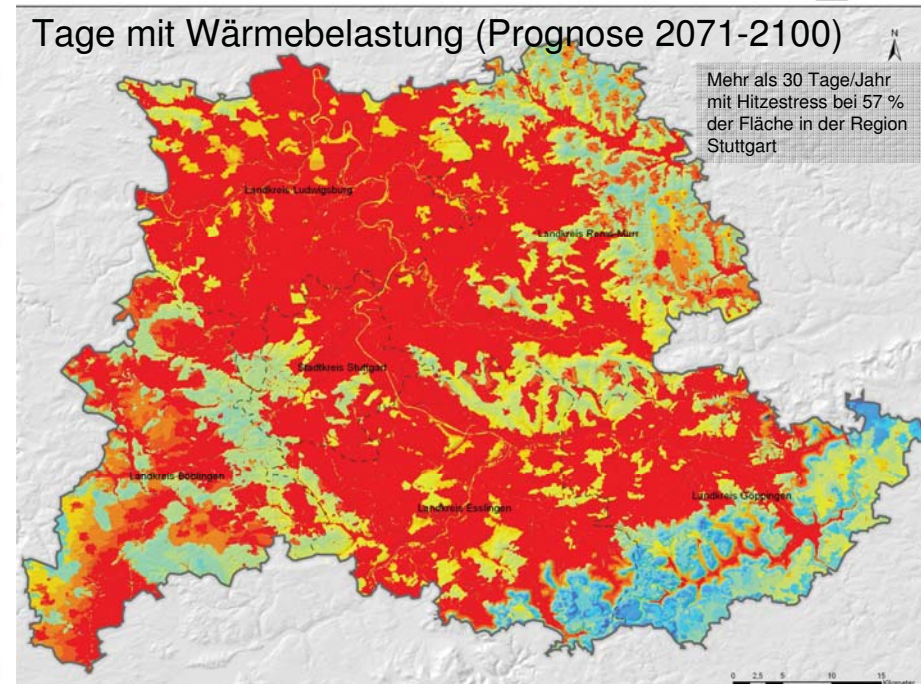 Tage mit Wärmebelastung (Prognose 2071-2100)
N
Mehr als 30 Tage/Jahr
mit Hitzestress bei 57 %
der Fläche in der Region
Stuttgart
Landkreis Ludwigsburg
Landkreis Rems-Murr
Stadtkreis Stuttgart
Landkreis Böblingen
Landkreis Göppingen
Landkreis Esslingen
0 2,5 5 10 15
Kilometer